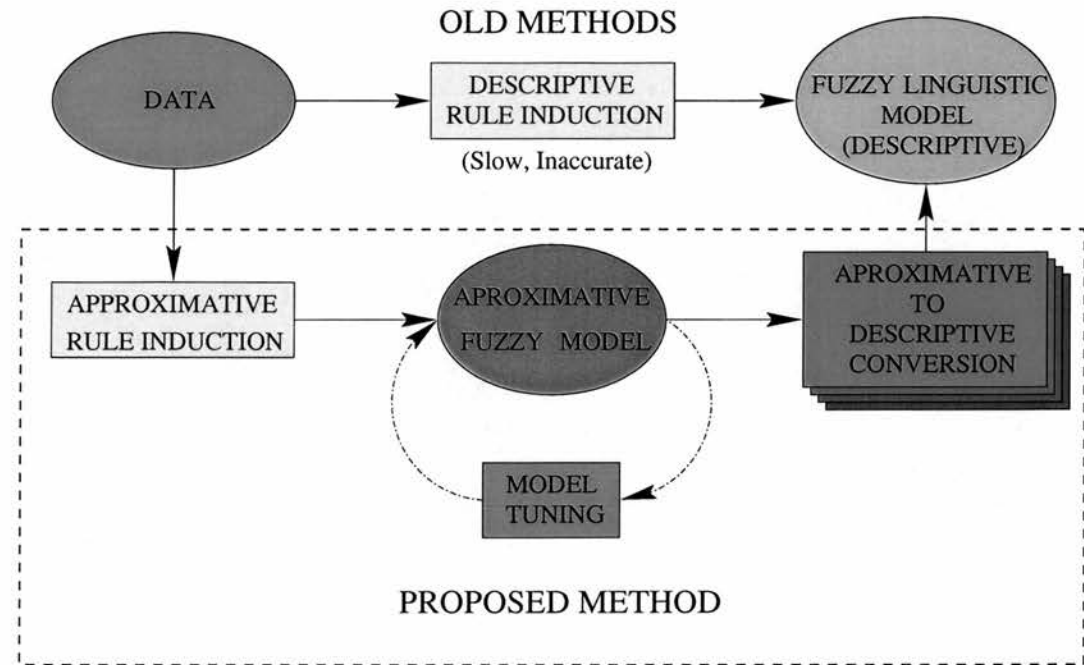 OLD METHODS
DATA
DESCRIPTIVE
RULE INDUCTION
(Slow, Inaccurate)
FUZZY LINGUISTIC
MODEL
(DESCRIPTIVE)
APPROXIMATIVE
RULE INDUCTION
APROXIMATIVE
FUZZY MODEL
APROXIMATIVE
TO
DESCRIPTIVE
CONVERSION
MODEL
TUNING
PROPOSED METHOD